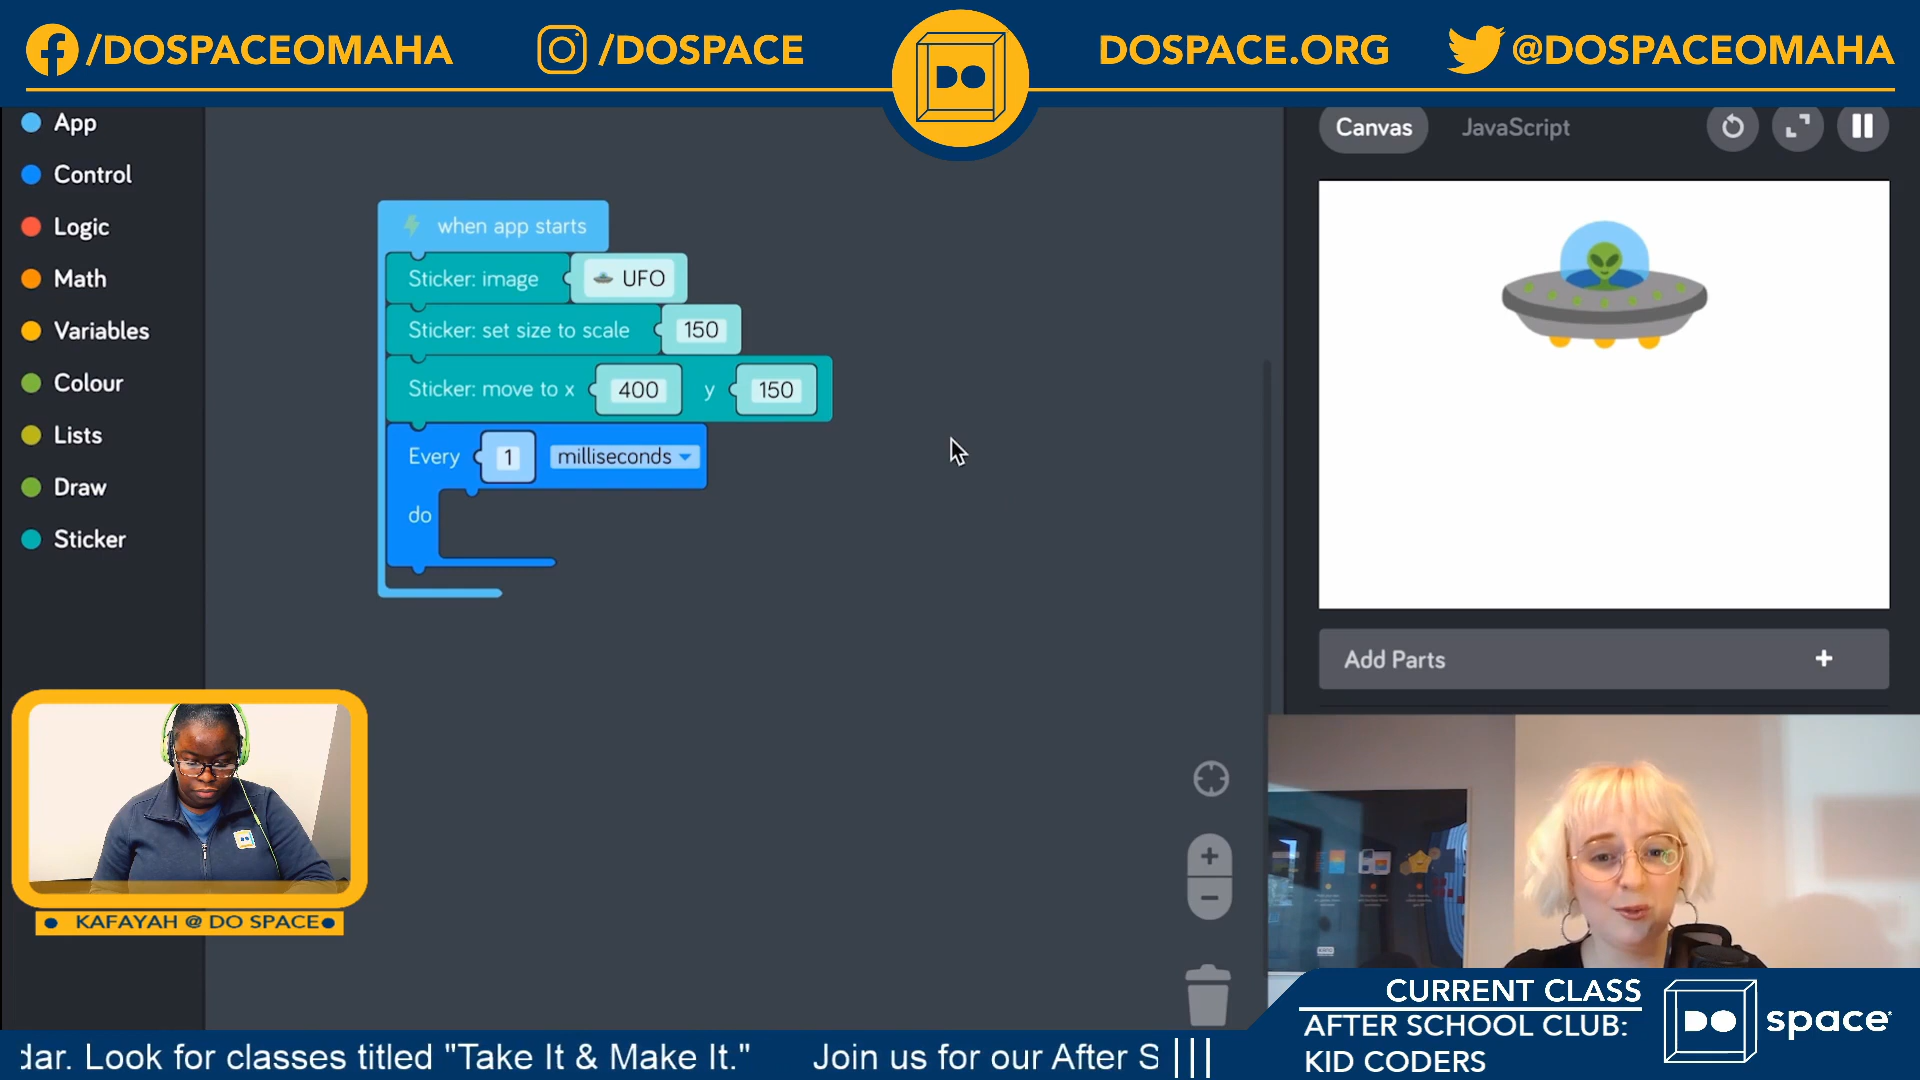 /DOSPACEOMAHA
/DOSPACE
DO
DOSPACE.ORG
@DOSPACEOMAHA
App
Control
Logic
Math
Variables
Colour
Lists
Draw
Sticker
when app starts
Sticker: image UFO
Sticker: set size to scale 150
Sticker: move to x 400 y 150
Every 1 milliseconds
do
Canvas
JavaScript
Add Parts
KAFAYAH @ DO SPACE
CURRENT CLASS
AFTER SCHOOL CLUB:
KID CODERS
DO space
dar. Look for classes titled "Take It & Make It." Join us for our After S